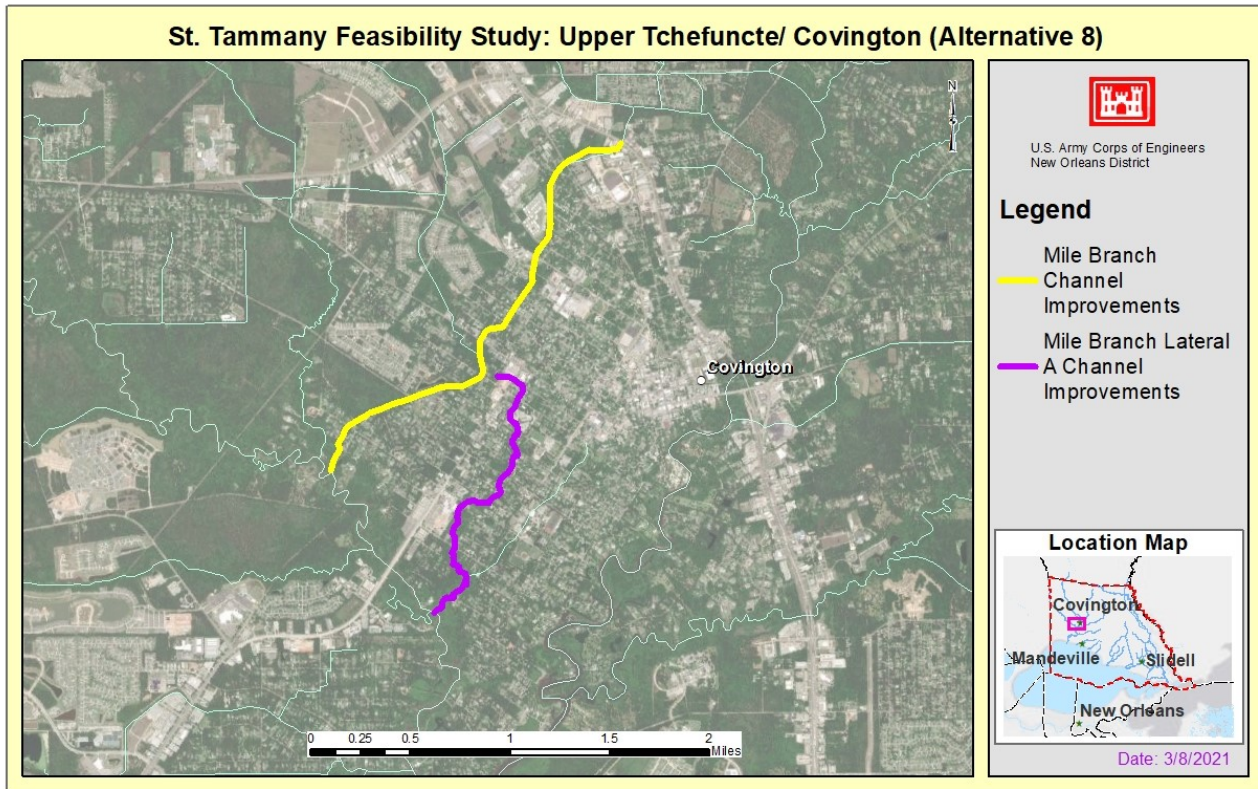 St. Tammany Feasibility Study: Upper Tchefuncte/ Covington (Alternative 8)
N
Covington
0 0.25 0.5 1 1.5 2
Miles
U.S. Army Corps of Engineers
New Orleans District
Legend
Mile Branch
Channel
Improvements
Mile Branch Lateral
A Channel
Improvements
Location Map
Covington
Mandeville
Slidell
New Orleans
Date: 3/8/2021